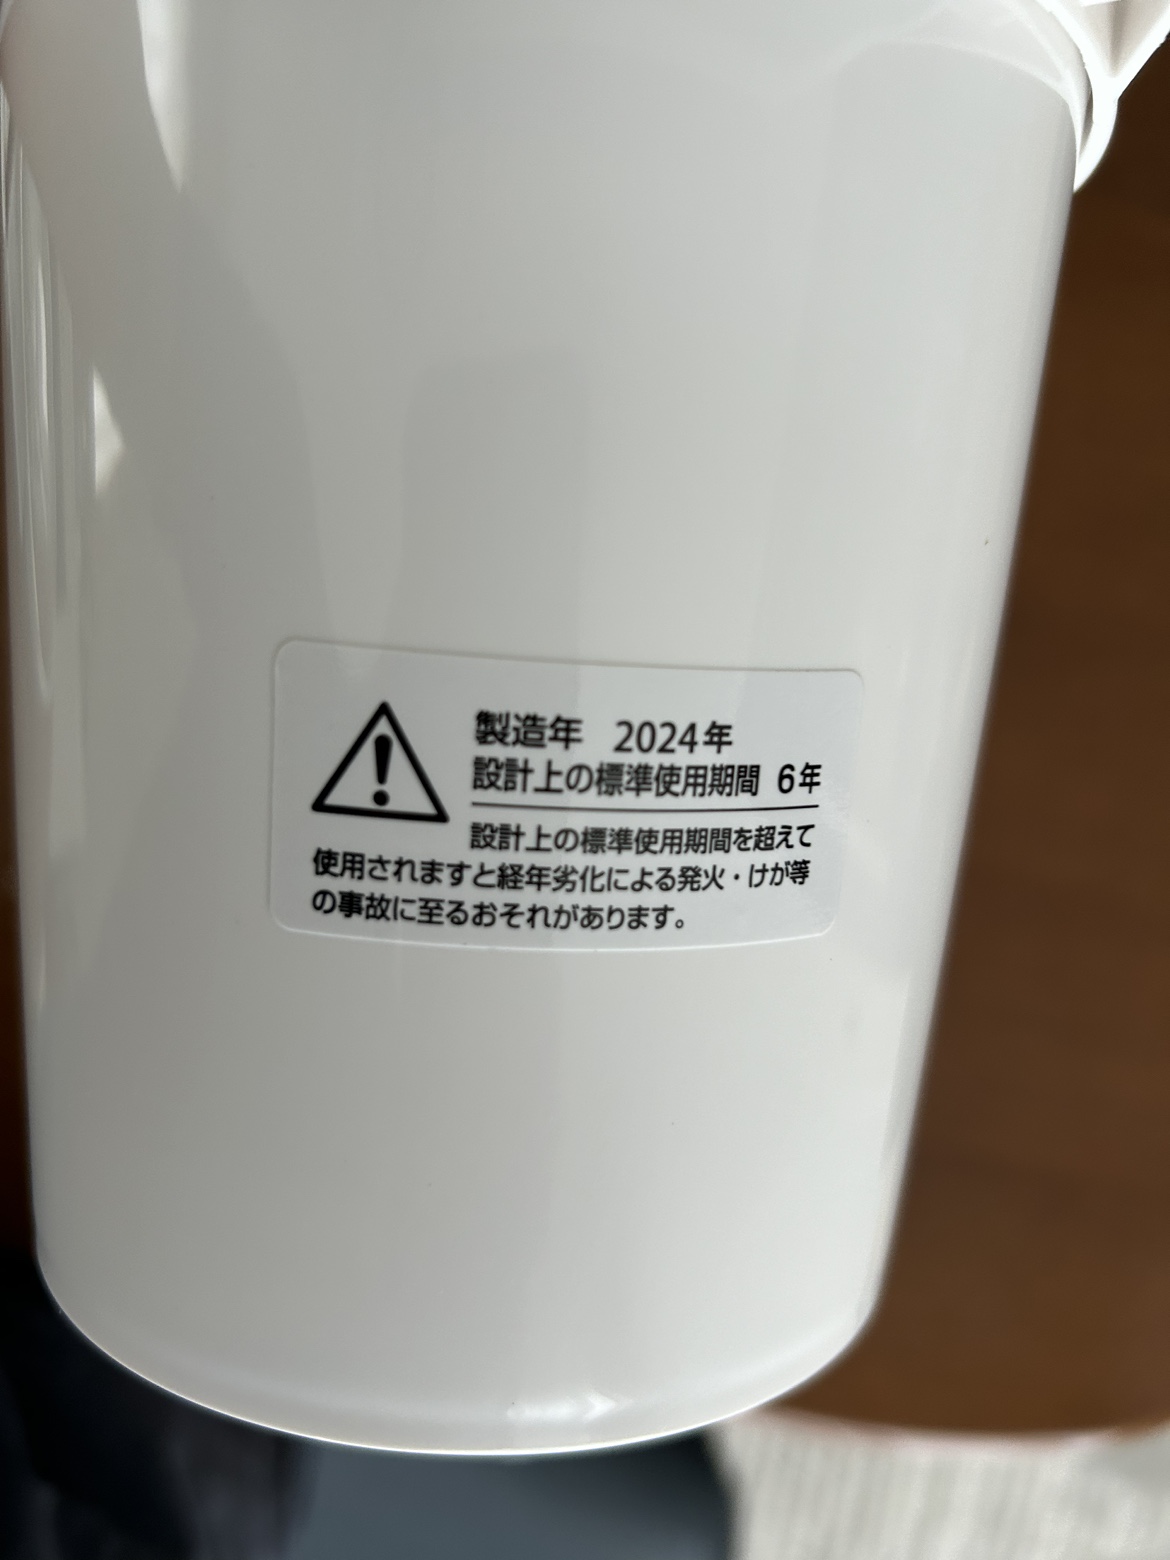 製造年 2024年
設計上の標準使用期間 6年
設計上の標準使用期間を超えて
使用されますと経年劣化による発火・けが等
の事故に至るおそれがあります。